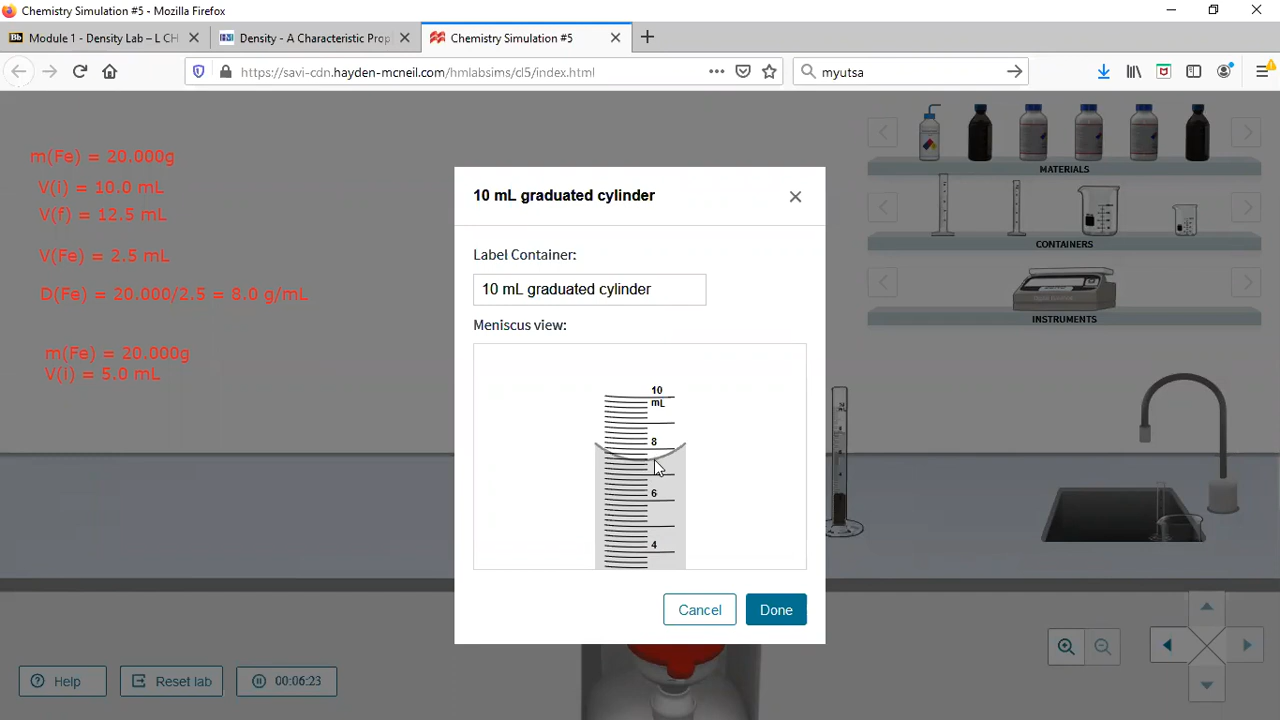 Chemistry Simulation #5 - Mozilla Firefox
Bb Module 1 - Density Lab – L CH
HM Density - A Characteristic Prop
Chemistry Simulation #5
https://savi-cdn.hayden-mcneil.com/hmlabsims/cl5/index.html
myutsa
m(Fe) = 20.000g
V(i) = 10.0 mL
V(f) = 12.5 mL
V(Fe) = 2.5 mL
D(Fe) = 20.000/2.5 = 8.0 g/mL
m(Fe) = 20.000g
V(i) = 5.0 mL
10 mL graduated cylinder
Label Container:
10 mL graduated cylinder
Meniscus view:
10
mL
8
6
4
Cancel
Done
MATERIALS
CONTAINERS
INSTRUMENTS
Help
Reset lab
00:06:23